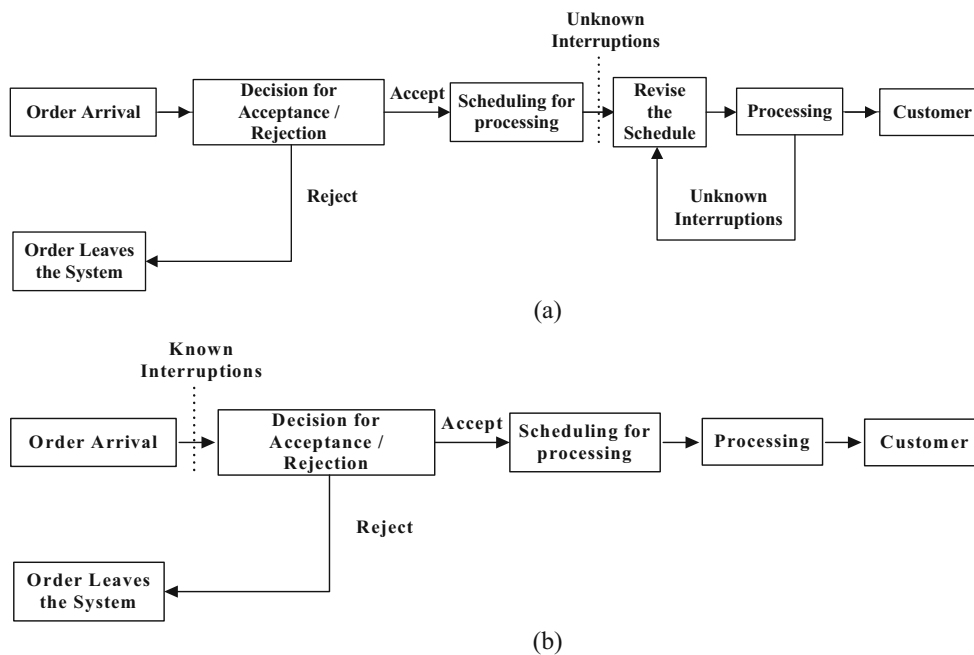 Unknown
Interruptions
Order Arrival
Decision for
Acceptance /
Rejection
Accept
Scheduling for
processing
Revise
the
Schedule
Processing
Customer
Reject
Unknown
Interruptions
Order Leaves
the System
(a)
Known
Interruptions
Order Arrival
Decision for
Acceptance /
Rejection
Accept
Scheduling for
processing
Processing
Customer
Reject
Order Leaves
the System
(b)